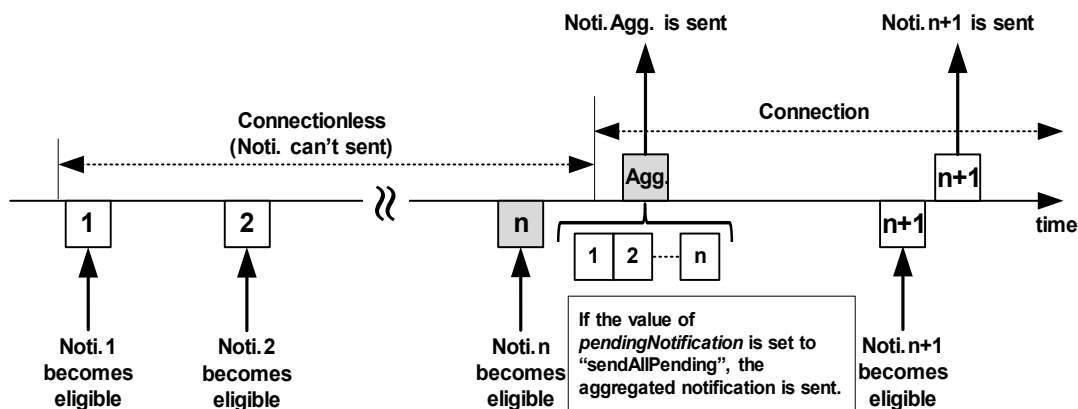 Noti. Agg. is sent
Noti. n+1 is sent
Connectionless
(Noti. can't sent)
Connection
Agg.
n+1
1
2
n
n+1
time
1
2
n
Noti. 1
becomes
eligible
Noti. 2
becomes
eligible
Noti. n
becomes
eligible
If the value of
pendingNotification is set to
“sendAllPending”, the
aggregated notification is sent.
Noti. n+1
becomes
eligible